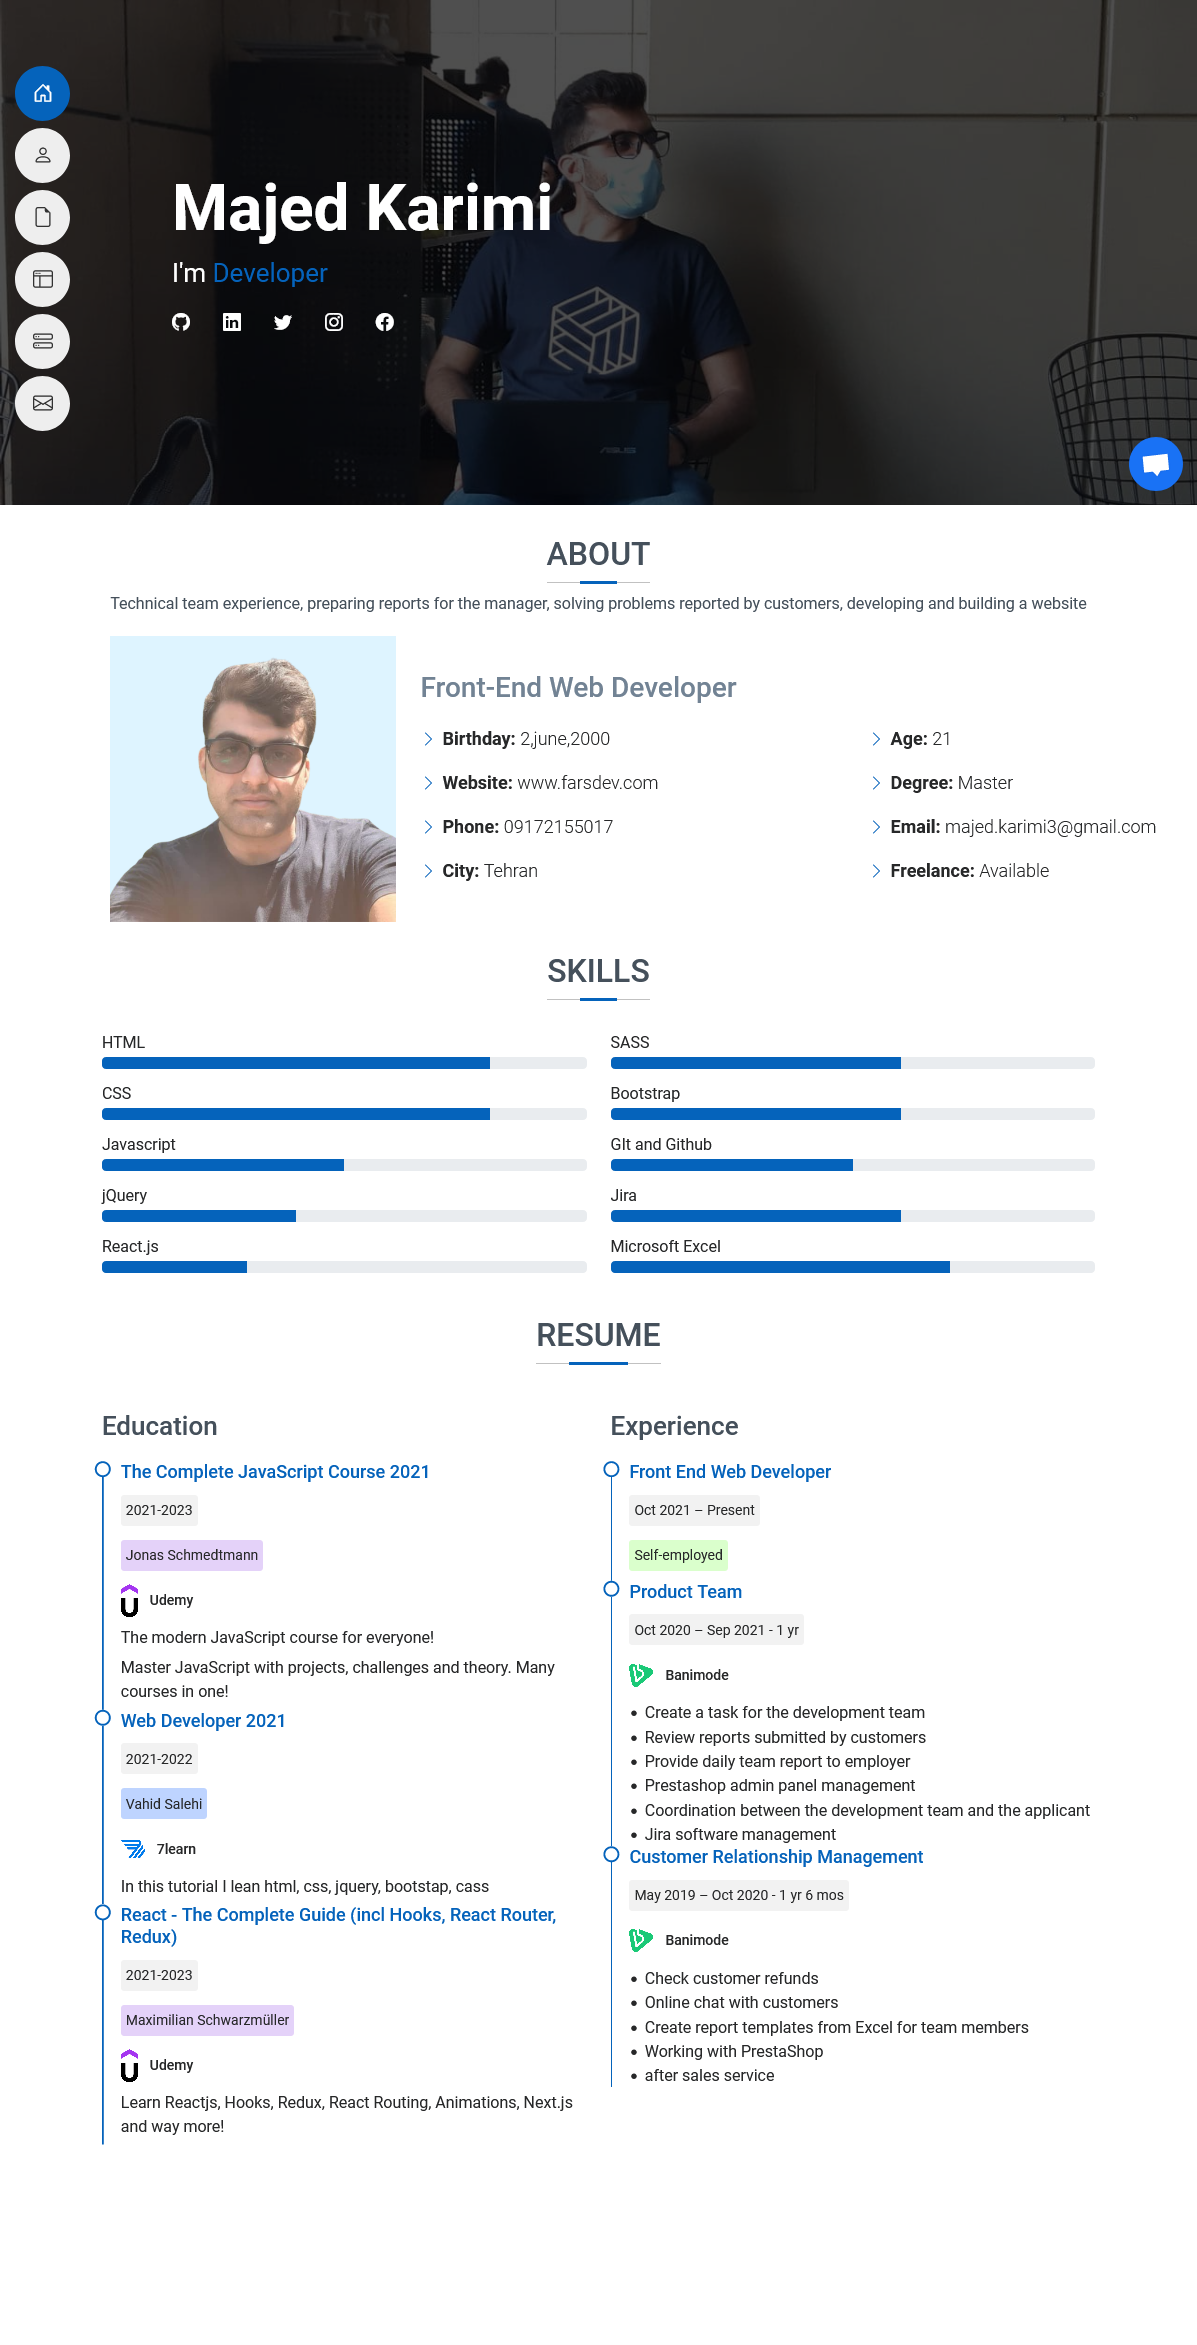 Majed Karimi
I'm Developer
ASUS
ABOUT
Technical team experience, preparing reports for the manager, solving problems reported by customers, developing and building a website
Front-End Web Developer
Birthday: 2,june,2000
Age: 21
Website: www.farsdev.com
Degree: Master
Phone: 09172155017
Email: majed.karimi3@gmail.com
City: Tehran
Freelance: Available
SKILLS
HTML
CSS
Javascript
jQuery
React.js
SASS
Bootstrap
GIt and Github
Jira
Microsoft Excel
RESUME
Education
The Complete JavaScript Course 2021
2021-2023
Jonas Schmedtmann
Udemy
The modern JavaScript course for everyone!
Master JavaScript with projects, challenges and theory. Many
courses in one!
Web Developer 2021
2021-2022
Vahid Salehi
7learn
In this tutorial I lean html, css, jquery, bootstap, cass
React - The Complete Guide (incl Hooks, React Router,
Redux)
2021-2023
Maximilian Schwarzmüller
Udemy
Learn Reactjs, Hooks, Redux, React Routing, Animations, Next.js
and way more!
Experience
Front End Web Developer
Oct 2021 – Present
Self-employed
Product Team
Oct 2020 – Sep 2021 - 1 yr
Banimode
• Create a task for the development team
• Review reports submitted by customers
• Provide daily team report to employer
• Prestashop admin panel management
• Coordination between the development team and the applicant
• Jira software management
Customer Relationship Management
May 2019 – Oct 2020 - 1 yr 6 mos
Banimode
• Check customer refunds
• Online chat with customers
• Create report templates from Excel for team members
• Working with PrestaShop
• after sales service